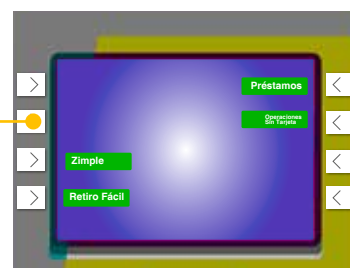 Préstamos
Operaciones
Sin Tarjeta
Zimple
Retiro Fácil